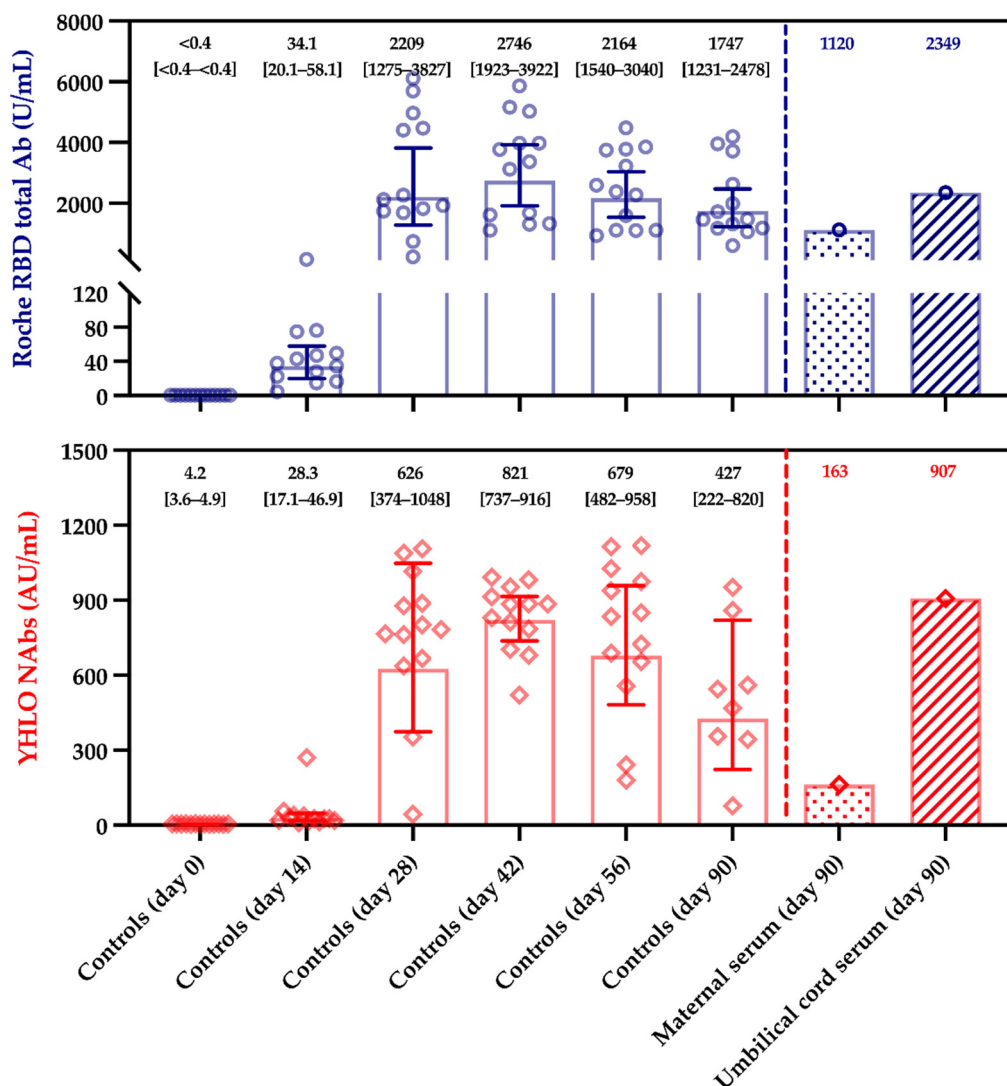 Roche RBD total Ab (U/mL)
8000
6000
4000
2000
120
80
40
0
<0.4 34.1 2209 2746 2164 1747 1120 2349
[<0.4–<0.4] [20.1–58.1] [1275–3827] [1923–3922] [1540–3040] [1231–2478]
YHLO NAbs (AU/mL)
1500
1200
900
600
300
0
4.2 28.3 626 821 679 427 163 907
[3.6–4.9] [17.1–46.9] [374–1048] [737–916] [482–958] [222–820]
Controls (day 0)
Controls (day 14)
Controls (day 28)
Controls (day 42)
Controls (day 56)
Controls (day 90)
Maternal serum (day 90)
Umbilical cord serum (day 90)